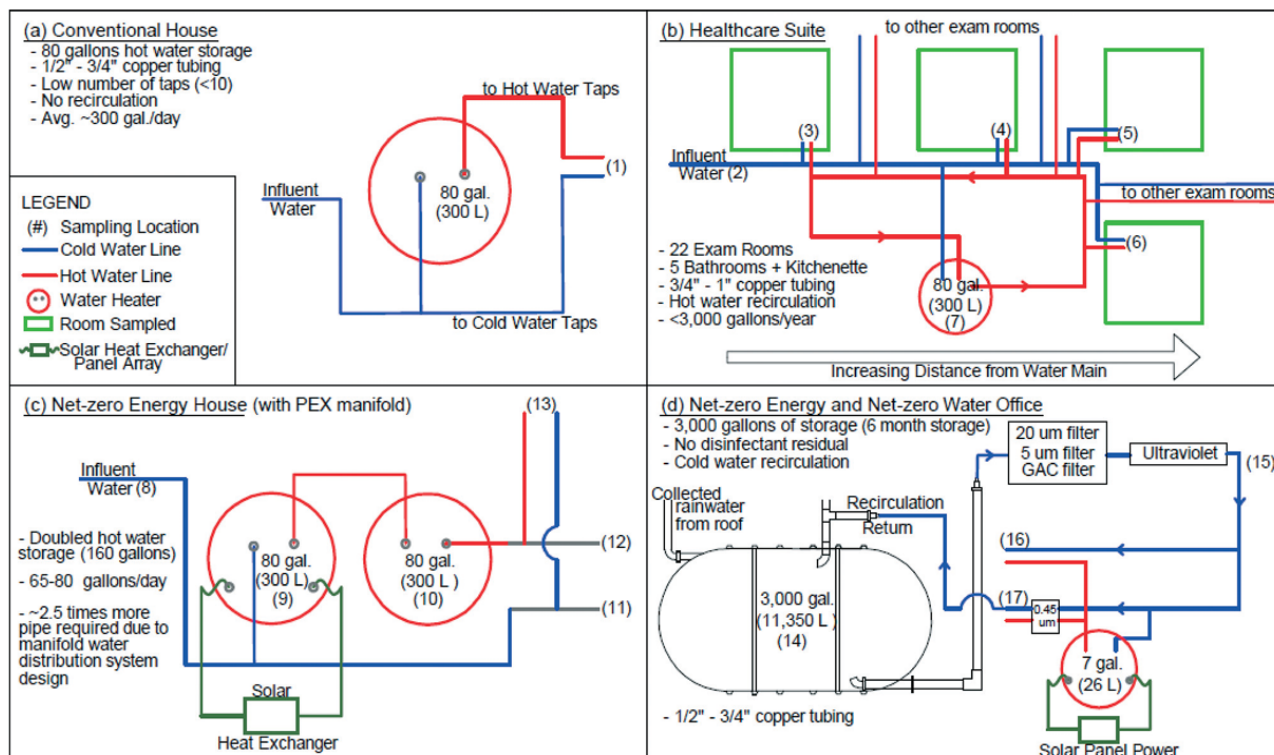 (a) Conventional House
- 80 gallons hot water storage
- 1/2" - 3/4" copper tubing
- Low number of taps (<10)
- No recirculation
- Avg. ~300 gal./day
to Hot Water Taps
(1)
80 gal.
(300 L)
Influent
Water
to Cold Water Taps
LEGEND
(#) Sampling Location
Cold Water Line
Hot Water Line
Water Heater
Room Sampled
Solar Heat Exchanger/
Panel Array
(b) Healthcare Suite
to other exam rooms
(3)
(4)
(5)
Influent
Water (2)
to other exam rooms
(6)
- 22 Exam Rooms
- 5 Bathrooms + Kitchenette
- 3/4" - 1" copper tubing
- Hot water recirculation
- <3,000 gallons/year
80 gal.
(300 L)
(7)
Increasing Distance from Water Main
(c) Net-zero Energy House (with PEX manifold)
(13)
Influent
Water (8)
- Doubled hot water
storage (160 gallons)
- 65-80 gallons/day
- ~2.5 times more
pipe required due to
manifold water
distribution system
design
80 gal.
(300 L)
(9)
80 gal.
(300 L )
(10)
(12)
(11)
Solar
Heat Exchanger
(d) Net-zero Energy and Net-zero Water Office
- 3,000 gallons of storage (6 month storage)
- No disinfectant residual
- Cold water recirculation
20 um filter
5 um filter
GAC filter
Ultraviolet
(15)
Collected
rainwater
from roof
Recirculation
Return
(16)
3,000 gal.
(11,350 L)
(14)
(17)
0.45
um
7 gal.
(26 L)
- 1/2" - 3/4" copper tubing
Solar Panel Power